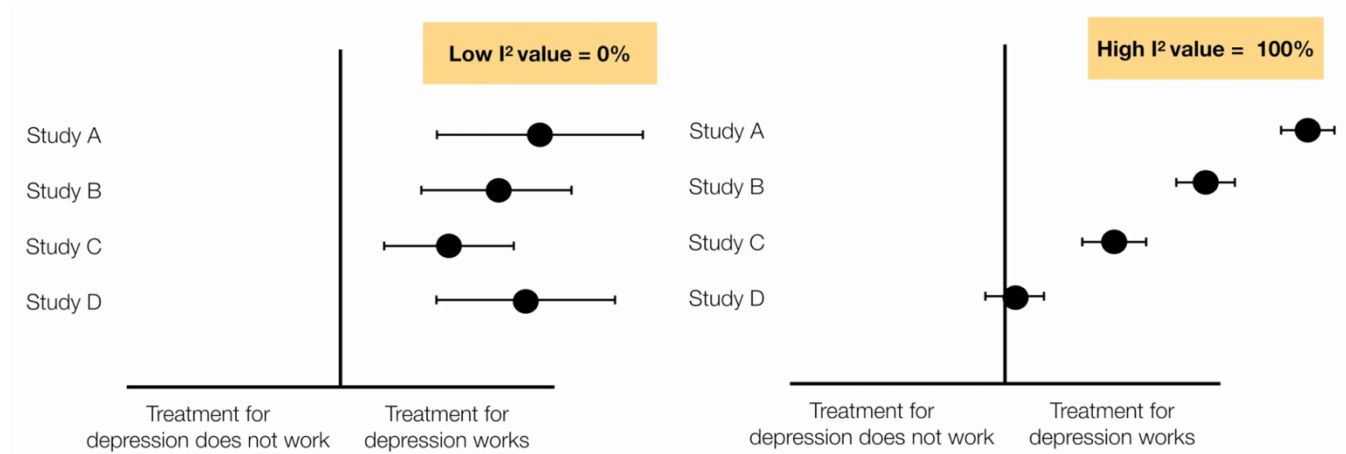 Low I² value = 0%
Study A
Study B
Study C
Study D
Treatment for
depression does not work
Treatment for
depression works
High I² value = 100%
Study A
Study B
Study C
Study D
Treatment for
depression does not work
Treatment for
depression works